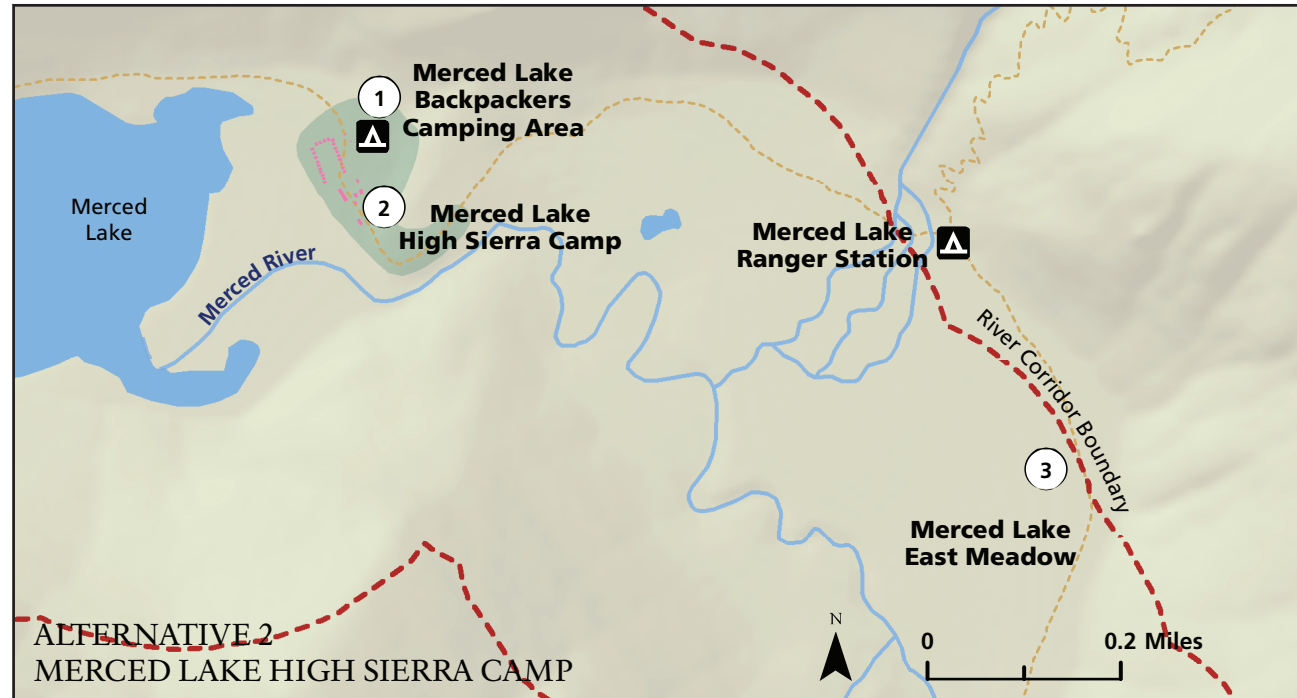 1
Merced Lake
Backpackers
Camping Area
Merced
Lake
2
Merced Lake
High Sierra Camp
Merced River
Merced Lake
Ranger Station
River Corridor Boundary
3
Merced Lake
East Meadow
N
0
0.2 Miles
ALTERNATIVE 2
MERCED LAKE HIGH SIERRA CAMP